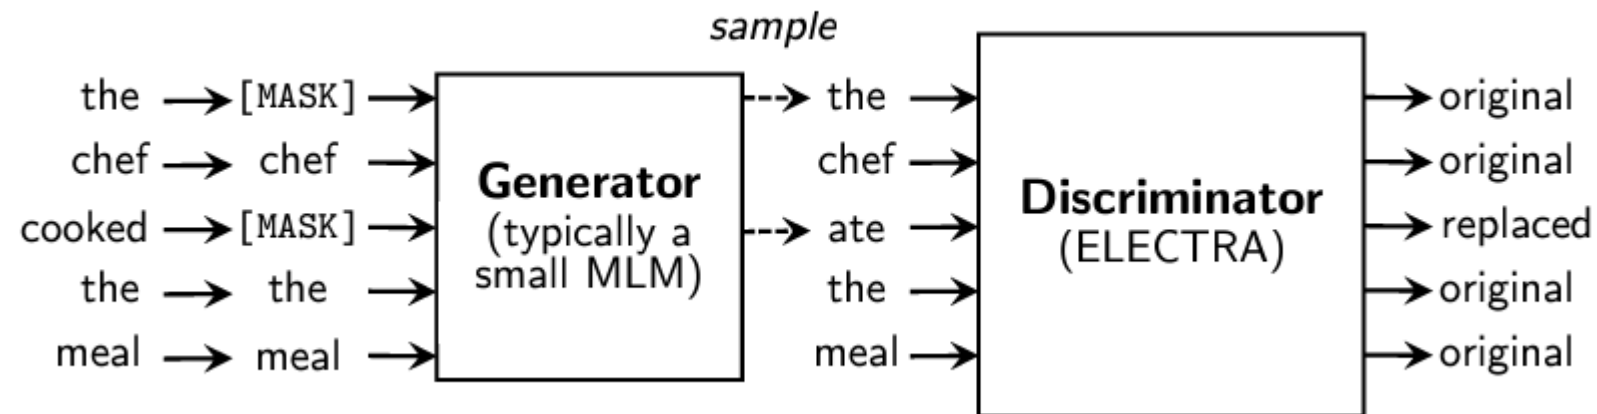 sample
the [MASK] the original
chef chef chef original
Generator
(typically a
small MLM)
Discriminator
(ELECTRA)
cooked [MASK] ate replaced
the the the original
meal meal meal original